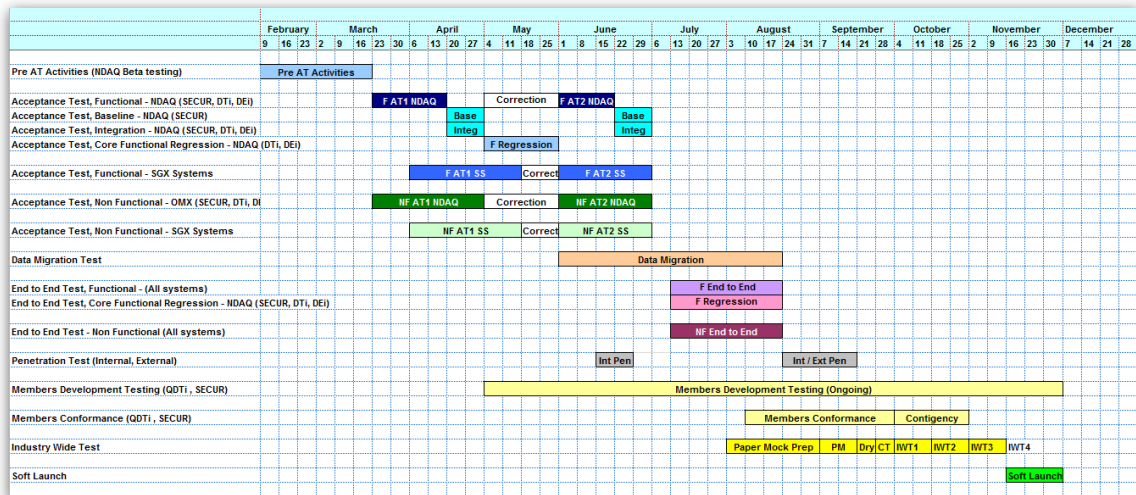 February March April May June July August September October November December
9 16 23 2 9 16 23 30 6 13 20 27 4 11 18 25 1 8 15 22 29 6 13 20 27 3 10 17 24 31 7 14 21 28 4 11 18 25 2 9 16 23 30 7 14 21 28
Pre AT Activities (NDAQ Beta testing) Pre AT Activities
Acceptance Test, Functional - NDAQ (SECUR, DTi, DEi) F AT1 NDAQ Correction F AT2 NDAQ
Acceptance Test, Baseline - NDAQ (SECUR) Base Base
Acceptance Test, Integration - NDAQ (SECUR, DTi, DEi) Integ Integ
Acceptance Test, Core Functional Regression - NDAQ (DTi, DEi) F Regression
Acceptance Test, Functional - SGX Systems F AT1 SS Correct F AT2 SS
Acceptance Test, Non Functional - OMX (SECUR, DTi, DE NF AT1 NDAQ Correction NF AT2 NDAQ
Acceptance Test, Non Functional - SGX Systems NF AT1 SS Correct NF AT2 SS
Data Migration Test Data Migration
End to End Test, Functional - (All systems) F End to End
End to End Test, Core Functional Regression - NDAQ (SECUR, DTi, DEi) F Regression
End to End Test - Non Functional (All systems) NF End to End
Penetration Test (Internal, External) Int Pen Int / Ext Pen
Members Development Testing (QDTi , SECUR) Members Development Testing (Ongoing)
Members Conformance (QDTi , SECUR) Members Conformance Contigency
Industry Wide Test Paper Mock Prep PM Dry CT IWT1 IWT2 IWT3 IWT4
Soft Launch Soft Launch